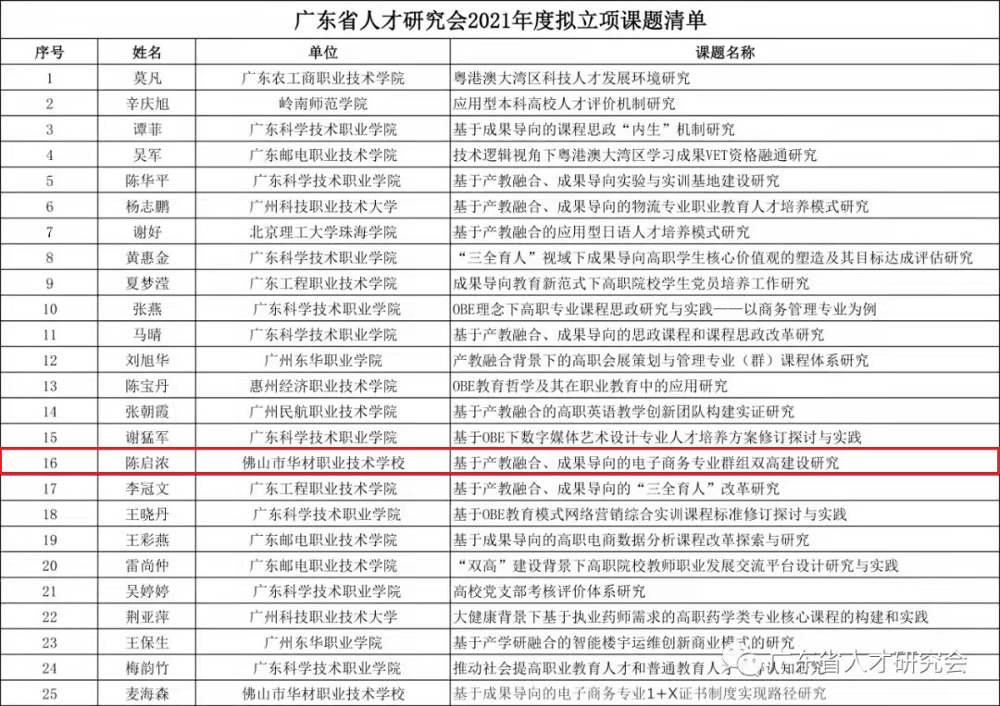 广东省人才研究会2021年度拟立项课题清单
序号 姓名 单位 课题名称
1 莫凡 广东农工商职业技术学院 粤港澳大湾区科技人才发展环境研究
2 辛庆旭 岭南师范学院 应用型本科高校人才评价机制研究
3 谭菲 广东科学技术职业学院 基于成果导向的课程思政“内生”机制研究
4 吴军 广东邮电职业技术学院 技术逻辑视角下粤港澳大湾区学习成果VET资格融通研究
5 陈华平 广东科学技术职业学院 基于产教融合、成果导向实验与实训基地建设研究
6 杨志鹏 广州科技职业技术大学 基于产教融合、成果导向的物流专业职业教育人才培养模式研究
7 谢好 北京理工大学珠海学院 基于产教融合的应用型日语人才培养模式研究
8 黄惠金 广东科学技术职业学院 “三全育人”视域下成果导向高职学生核心价值观的塑造及其目标达成评估研究
9 夏梦滢 广东工程职业技术学院 成果导向教育新范式下高职院校学生党员培养工作研究
10 张燕 广东科学技术职业学院 OBE理念下高职专业课程思政研究与实践——以商务管理专业为例
11 马晴 广东科学技术职业学院 基于产教融合、成果导向的思政课程和课程思政改革研究
12 刘旭华 广州东华职业学院 产教融合背景下的高职会展策划与管理专业（群）课程体系研究
13 陈宝丹 惠州经济职业技术学院 OBE教育哲学及其在职业教育中的应用研究
14 张朝霞 广州民航职业技术学院 基于产教融合的高职英语教学创新团队构建实证研究
15 谢猛军 广东科学技术职业学院 基于OBE下数字媒体艺术设计专业人才培养方案修订探讨与实践
16 陈启浓 佛山市华材职业技术学校 基于产教融合、成果导向的电子商务专业群组双高建设研究
17 李冠文 广东工程职业技术学院 基于产教融合、成果导向的“三全育人”改革研究
18 王晓丹 广东科学技术职业学院 基于OBE教育模式网络营销综合实训课程标准修订探讨与实践
19 王彩燕 广东邮电职业技术学院 基于成果导向的高职电商数据分析课程改革探索与研究
20 雷尚仲 广东邮电职业技术学院 “双高”建设背景下高职院校教师职业发展交流平台设计研究与实践
21 吴婷婷 广东科学技术职业学院 高校党支部考核评价体系研究
22 荆亚萍 广州科技职业技术大学 大健康背景下基于执业药师需求的高职药学类专业核心课程的构建和实践
23 王保生 广州东华职业学院 基于产学研融合的智能楼宇运维创新商业模式的研究
24 梅韵竹 广东科学技术职业学院 推动社会提高职业教育人才和普通教育人才 等认知研究
25 麦海森 佛山市华材职业技术学校 基于成果导向的电子商务专业1+X证书制度实现路径研究
广东省人才研究会